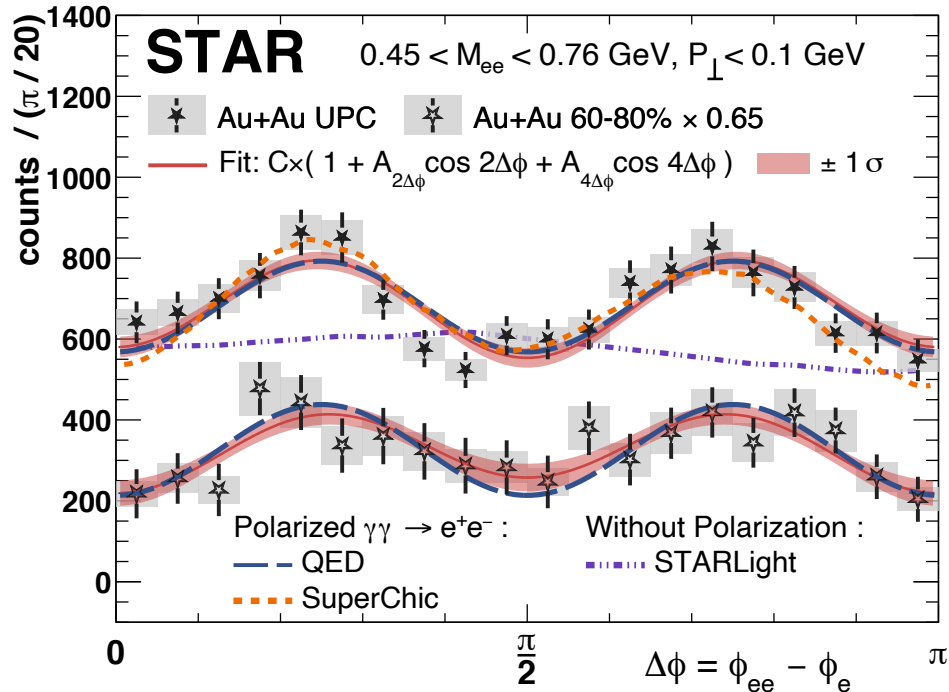 STAR 0.45 < M_ee < 0.76 GeV, P_⊥ < 0.1 GeV
Au+Au UPC Au+Au 60-80% × 0.65
Fit: C×( 1 + A_2Δϕ cos 2Δϕ + A_4Δϕ cos 4Δϕ ) ± 1 σ
counts / (π / 20)
1400
1200
1000
800
600
400
200
0
Polarized γγ → e⁺e⁻ :
QED
SuperChic
Without Polarization :
STARLight
0
π/2
π
Δϕ = ϕ_ee − ϕ_e